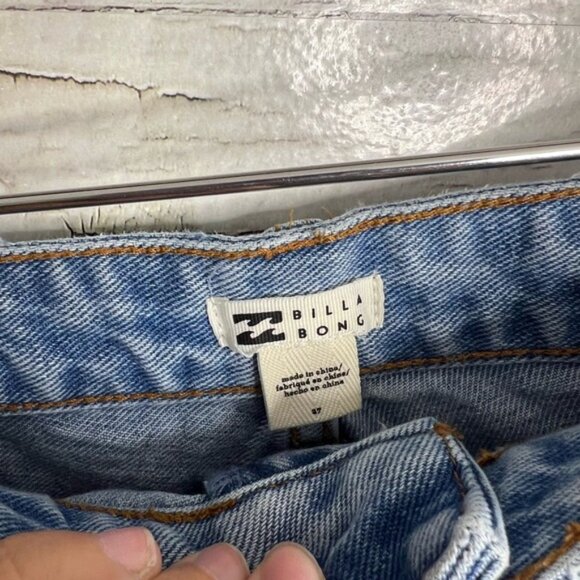 BILLA
BONG
made in china/
fabriqué en chine/
hecho en china
27